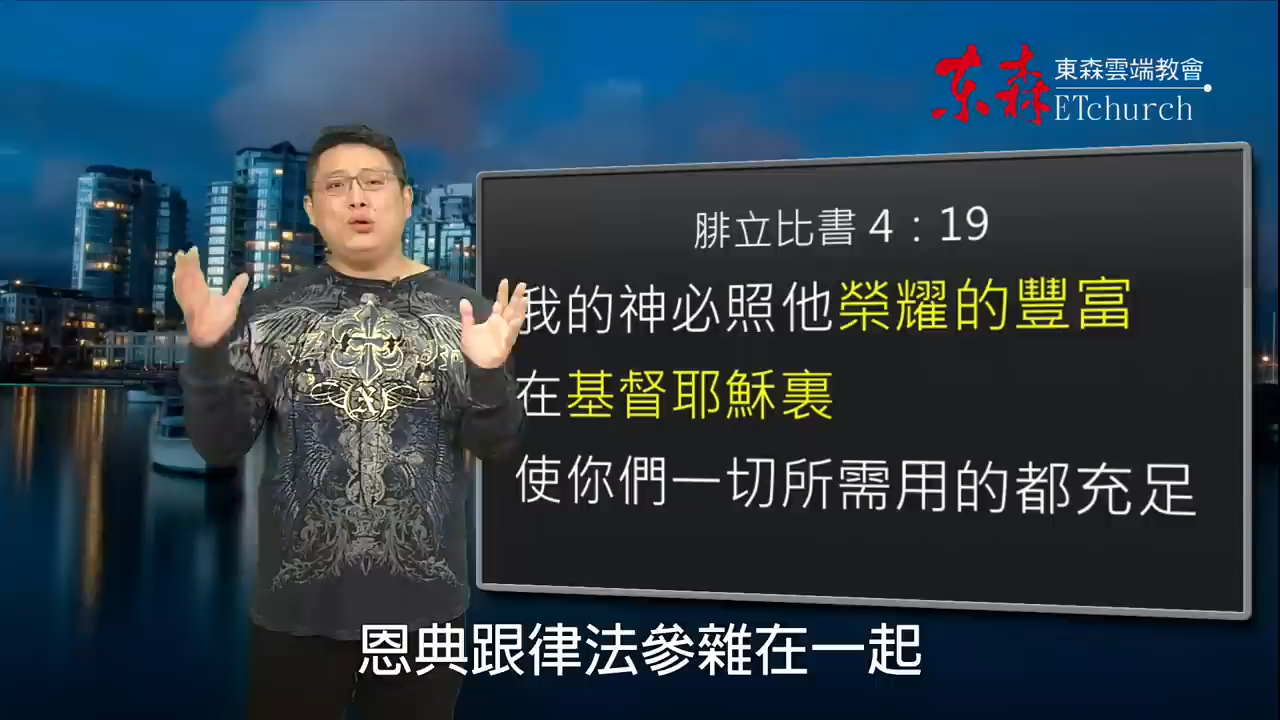 东森 東森雲端教會
ETchurch
腓立比書 4：19
我的神必照他榮耀的豐富
在基督耶穌裏
使你們一切所需用的都充足
恩典跟律法參雜在一起